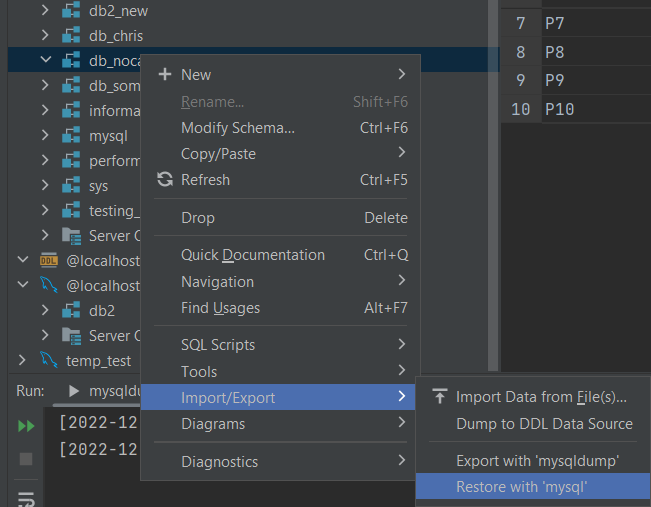 db2_new
db_chris
db_noca
db_som
informa
mysql
perform
sys
testing_
Server C
@localhost
@localhost
db2
Server C
temp_test
New
Rename... Shift+F6
Modify Schema... Ctrl+F6
Copy/Paste
Refresh Ctrl+F5
Drop Delete
Quick Documentation Ctrl+Q
Navigation
Find Usages Alt+F7
SQL Scripts
Tools
Import/Export
Diagrams
Diagnostics
Import Data from File(s)...
Dump to DDL Data Source
Export with 'mysqldump'
Restore with 'mysql'
7 P7
8 P8
9 P9
10 P10
DDL
Run: mysqldu
[2022-12
[2022-12